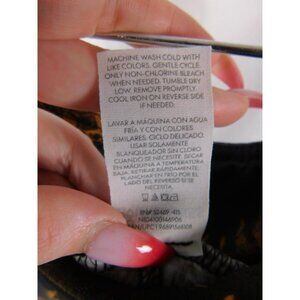 MACHINE WASH COLD WITH
LIKE COLORS, GENTLE CYCLE.
ONLY NON-CHLORINE BLEACH
WHEN NEEDED. TUMBLE DRY
LOW. REMOVE PROMPTLY.
COOL IRON ON REVERSE SIDE
IF NEEDED.
LAVAR A MÁQUINA CON AGUA
FRÍA Y CON COLORES
SIMILARES, CICLO DELICADO.
USAR SOLAMENTE
BLANQUEADOR SIN CLORO
CUANDO SE NECESITE. SECAR
EN MÁQUINA A TEMPERATURA
BAJA. RETIRAR RÁPIDAMENTE.
PLANCHAR EN FRÍO POR EL
LADO DEL REVERSO SI SE
NECESITA.